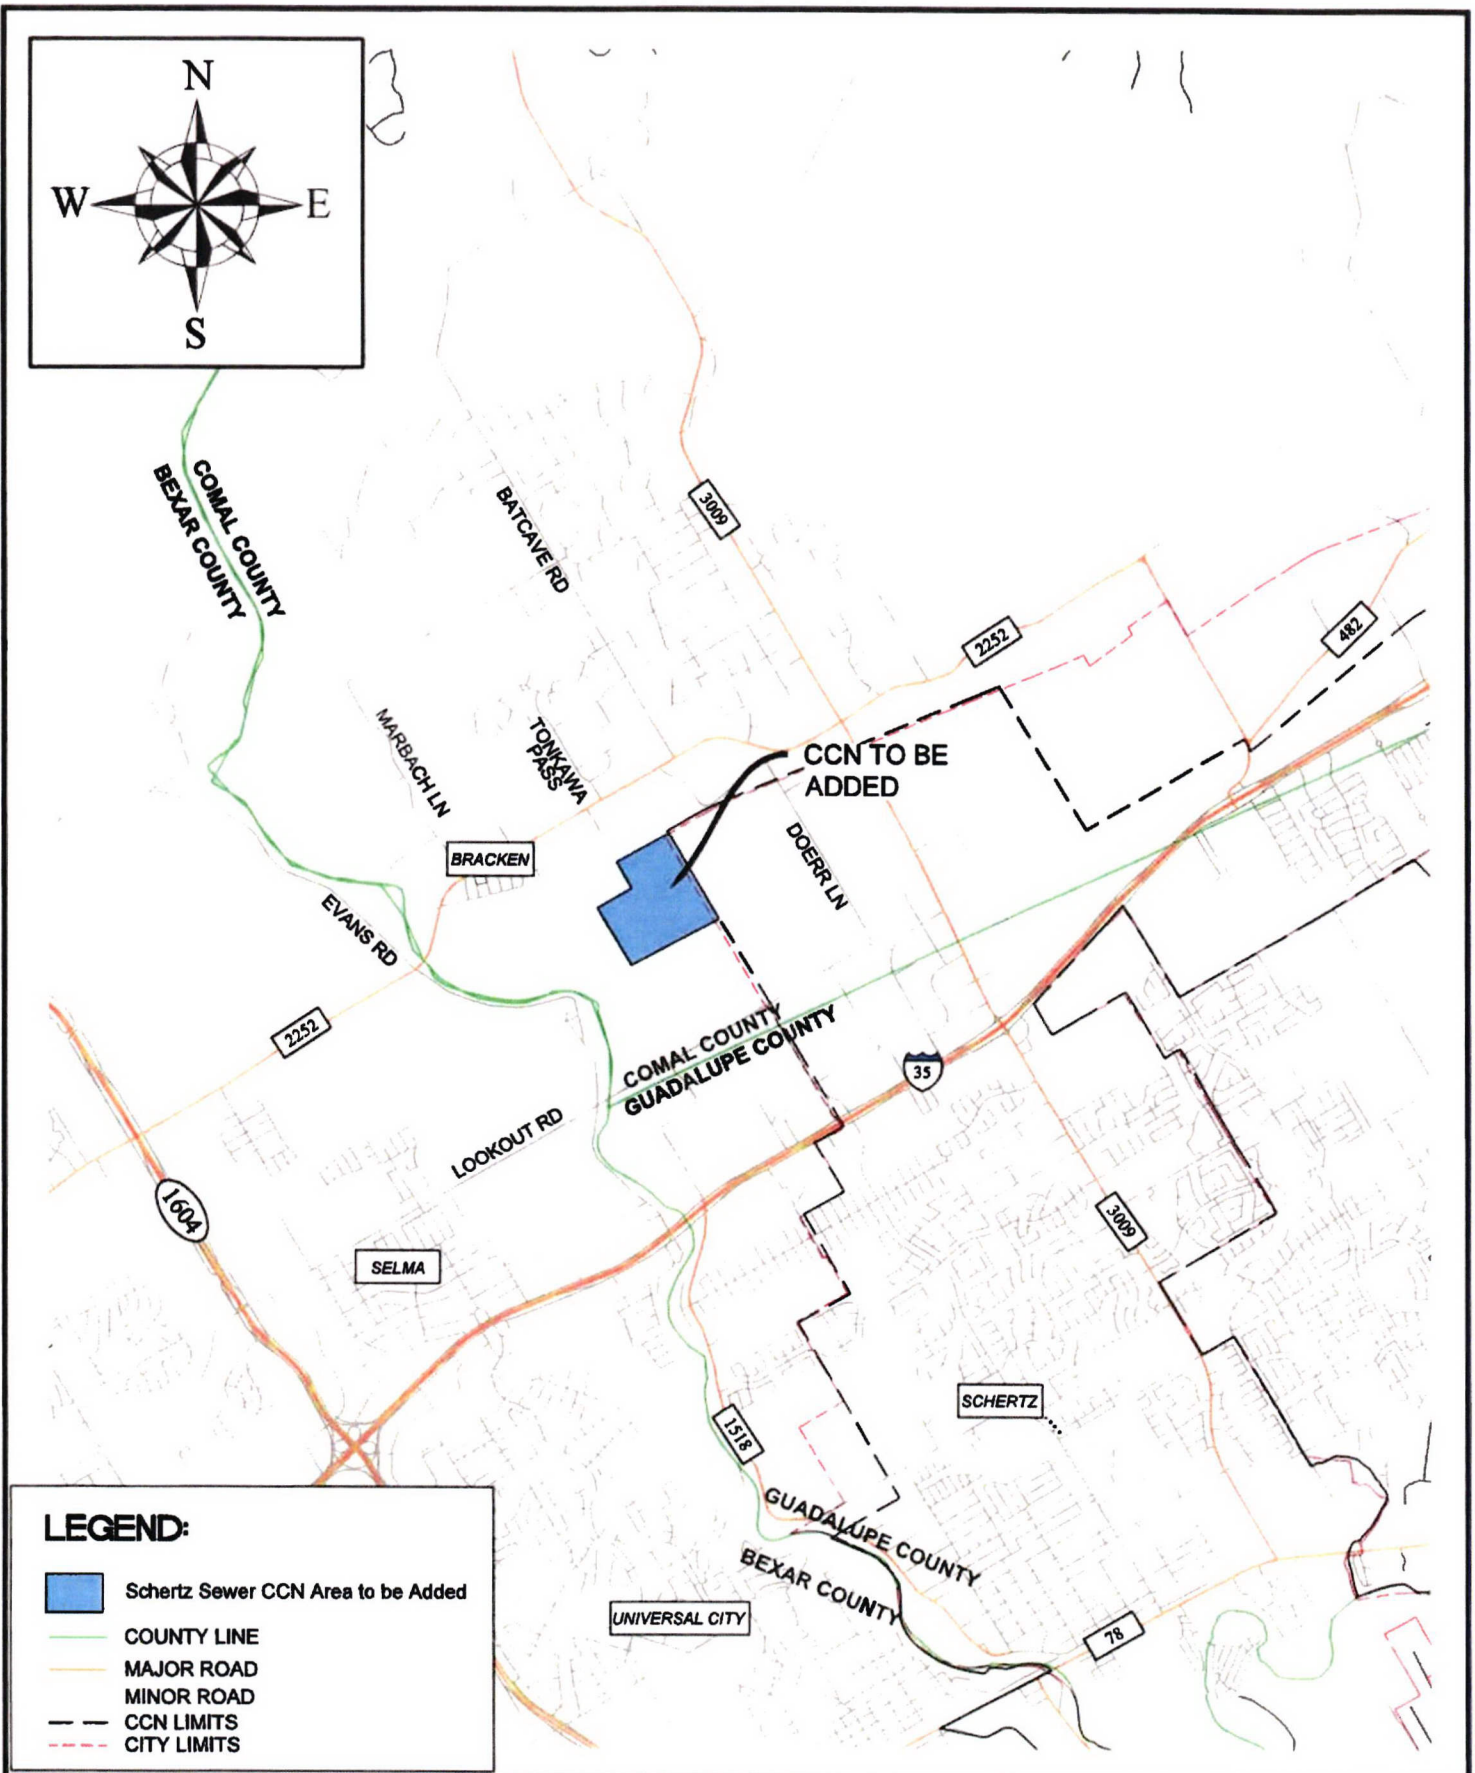 N
W
E
S
COMAL COUNTY
BEXAR COUNTY
BATCAVE RD
3009
2252
482
MARBACH LN
TONKAWA
PASS
CCN TO BE
ADDED
BRACKEN
DOERR LN
EVANS RD
2252
COMAL COUNTY
GUADALUPE COUNTY
35
LOOKOUT RD
1604
3009
SELMA
SCHERTZ
1518
GUADALUPE COUNTY
BEXAR COUNTY
UNIVERSAL CITY
78
LEGEND:
Schertz Sewer CCN Area to be Added
COUNTY LINE
MAJOR ROAD
MINOR ROAD
CCN LIMITS
CITY LIMITS